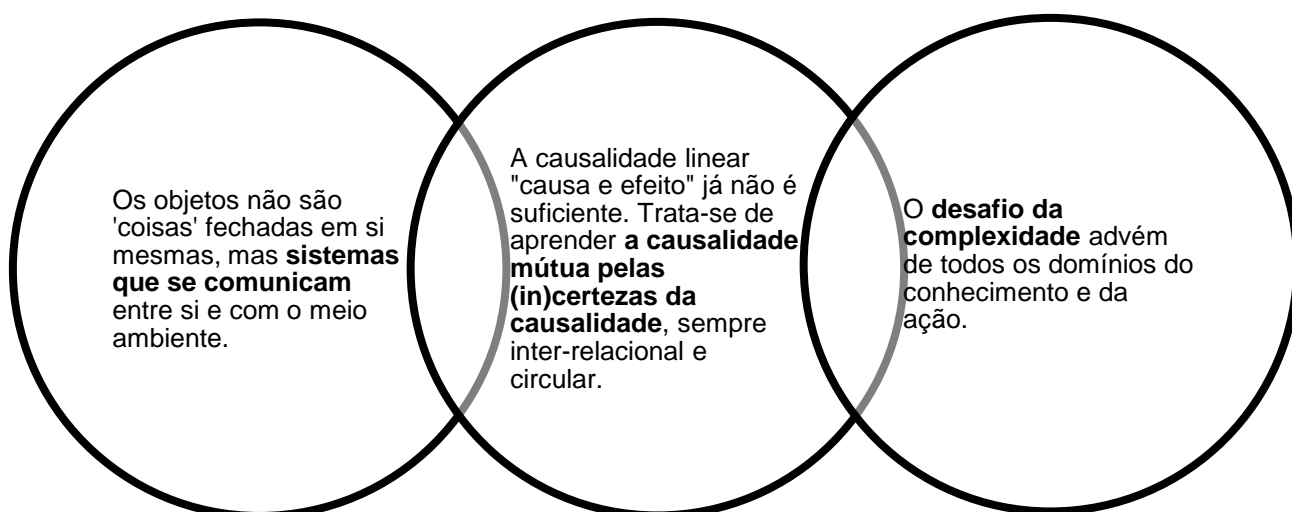 Os objetos não são
'coisas' fechadas em si
mesmas, mas sistemas
que se comunicam
entre si e com o meio
ambiente.
A causalidade linear
"causa e efeito" já não é
suficiente. Trata-se de
aprender a causalidade
mútua pelas
(in)certezas da
causalidade, sempre
inter-relacional e
circular.
O desafio da
complexidade advém
de todos os domínios do
conhecimento e da
ação.